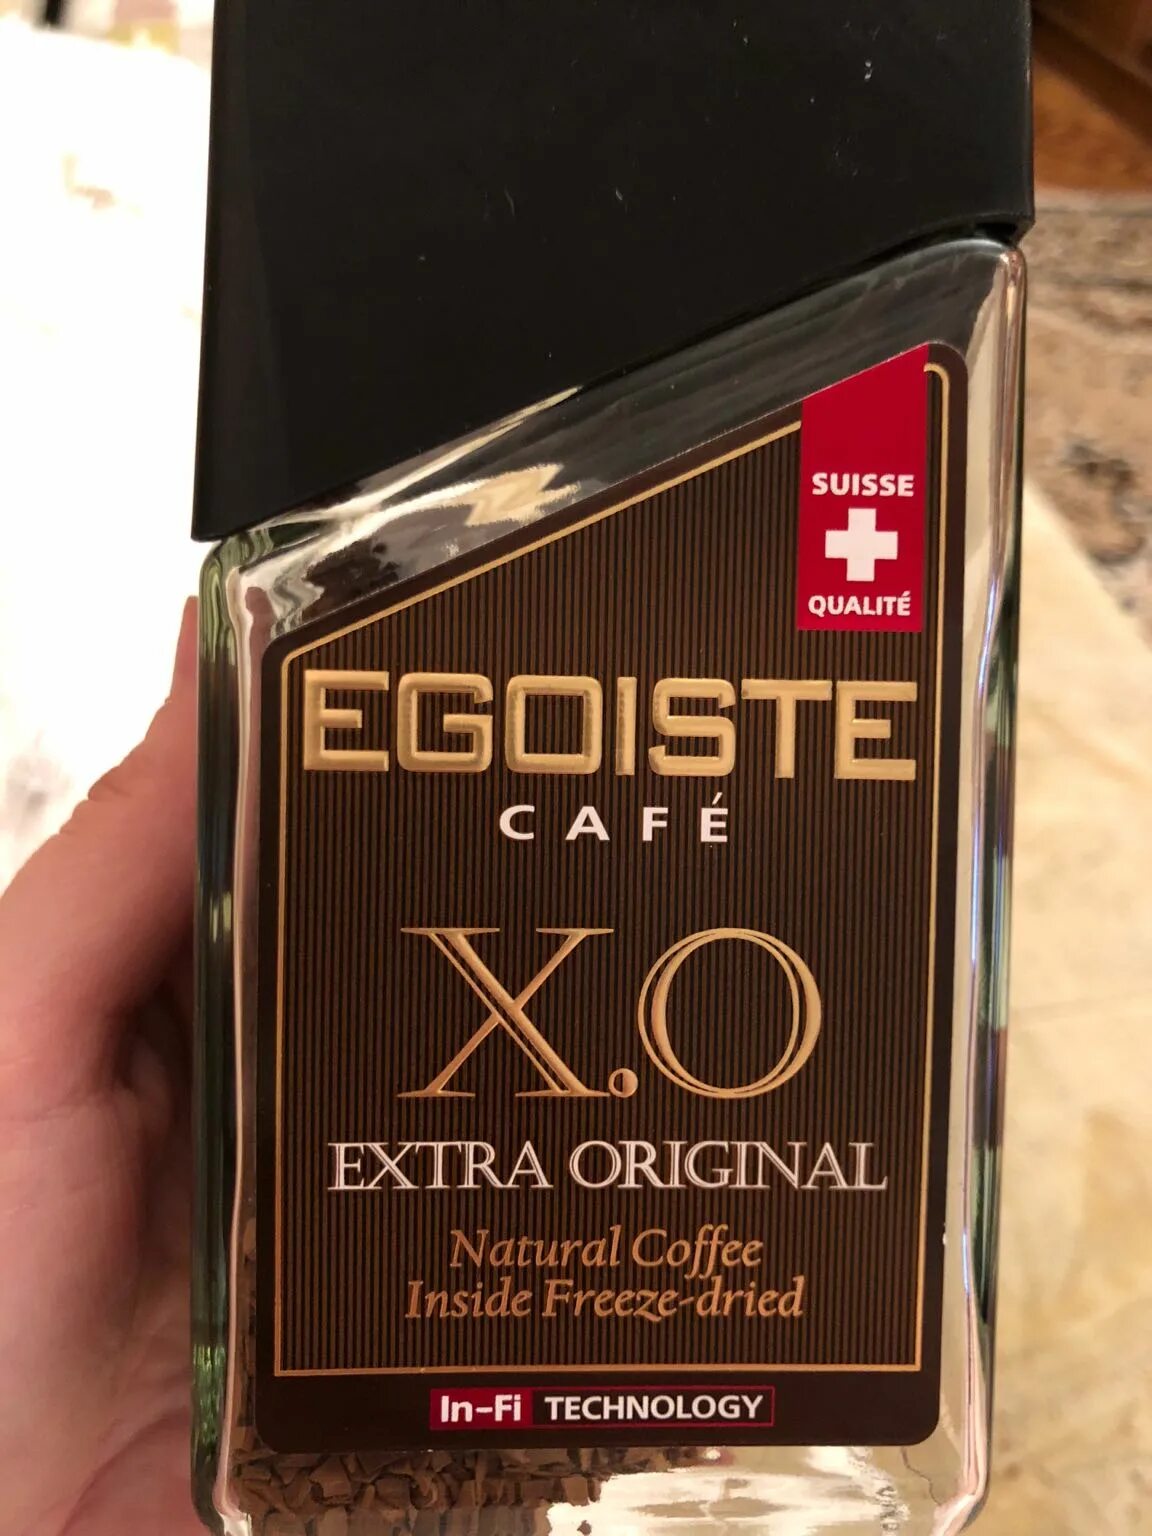 SUISSE
QUALITÉ
EGOISTE
CAFÉ
X.O
EXTRA ORIGINAL
Natural Coffee
Inside Freeze-dried
In-Fi TECHNOLOGY